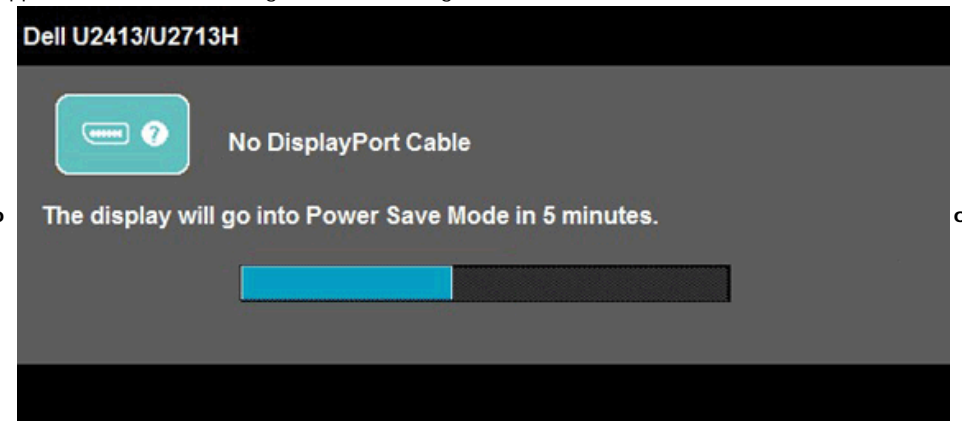 Dell U2413/U2713H
?
No DisplayPort Cable
The display will go into Power Save Mode in 5 minutes.